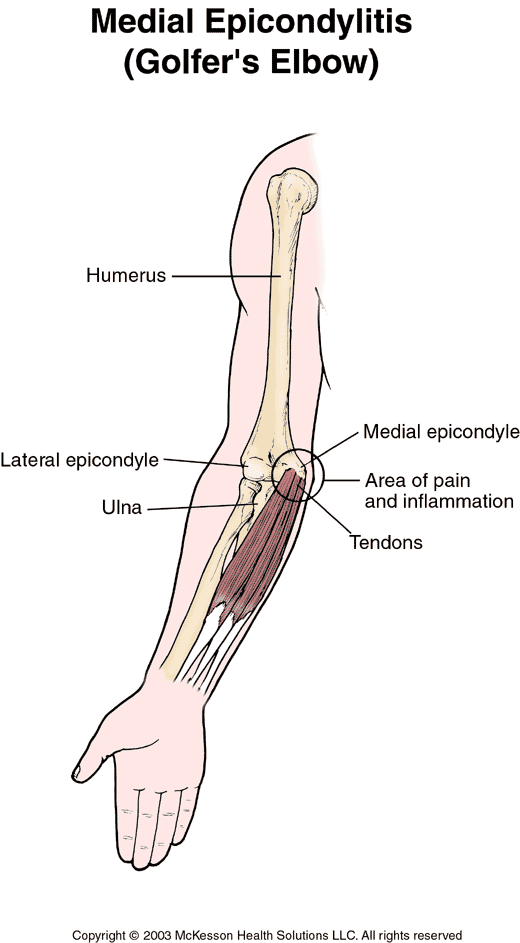 Medial Epicondylitis
(Golfer's Elbow)
Humerus
Medial epicondyle
Lateral epicondyle
Area of pain
and inflammation
Ulna
Tendons
Copyright © 2003 McKesson Health Solutions LLC. All rights reserved